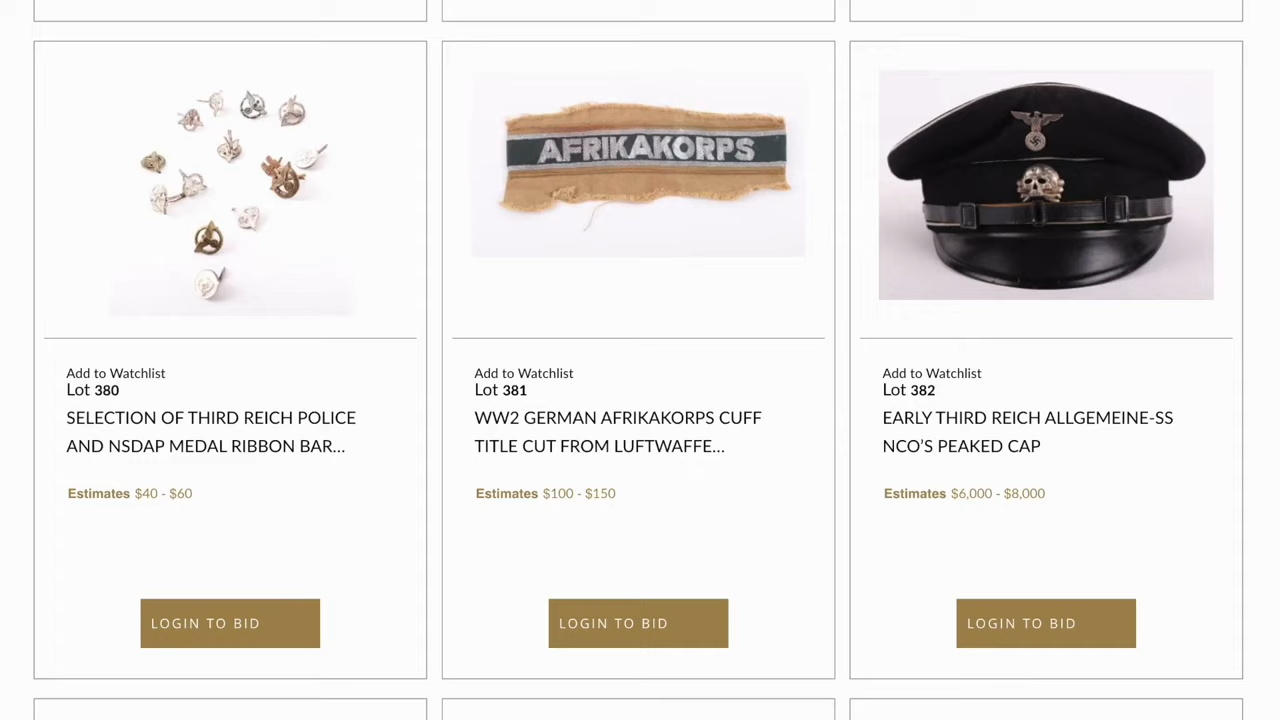 AFRIKAKORPS
Add to Watchlist
Lot 380
SELECTION OF THIRD REICH POLICE
AND NSDAP MEDAL RIBBON BAR...
Estimates $40 - $60
LOGIN TO BID
Add to Watchlist
Lot 381
WW2 GERMAN AFRIKAKORPS CUFF
TITLE CUT FROM LUFTWAFFE...
Estimates $100 - $150
LOGIN TO BID
Add to Watchlist
Lot 382
EARLY THIRD REICH ALLGEMEINE-SS
NCO’S PEAKED CAP
Estimates $6,000 - $8,000
LOGIN TO BID